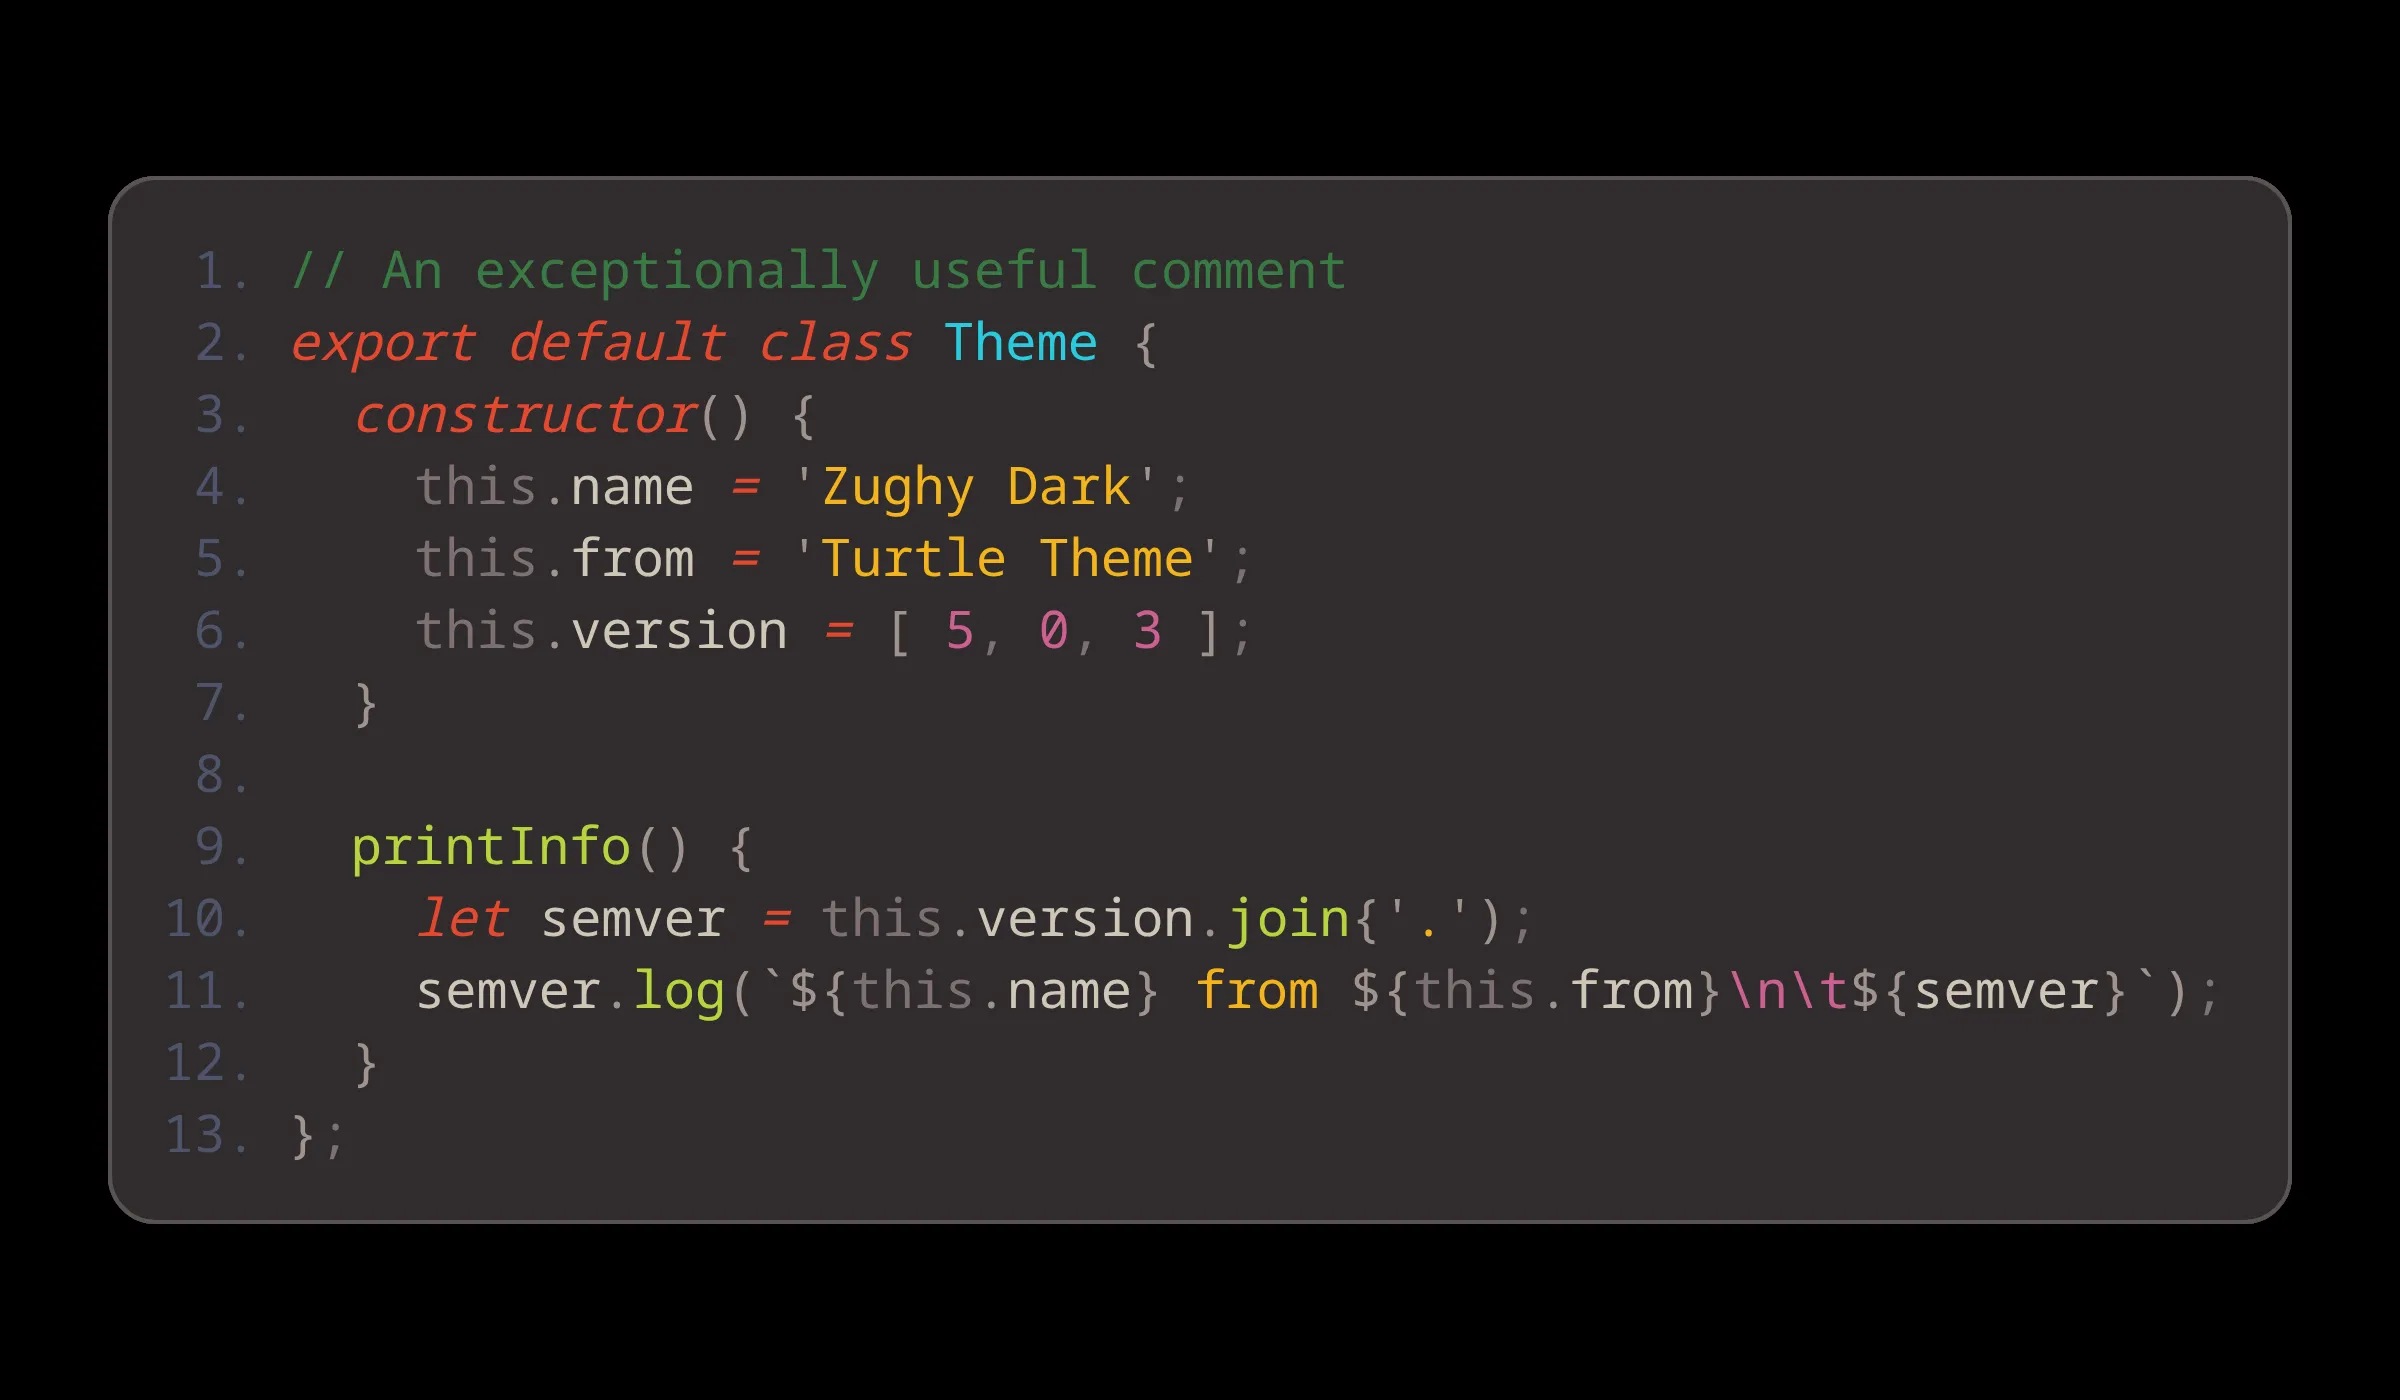 1. // An exceptionally useful comment
2. export default class Theme {
3.   constructor() {
4.     this.name = 'Zughy Dark';
5.     this.from = 'Turtle Theme';
6.     this.version = [ 5, 0, 3 ];
7.   }
8.
9.   printInfo() {
10.     let semver = this.version.join{'.');
11.     semver.log(`${this.name} from ${this.from}\n\t${semver}`);
12.   }
13. };